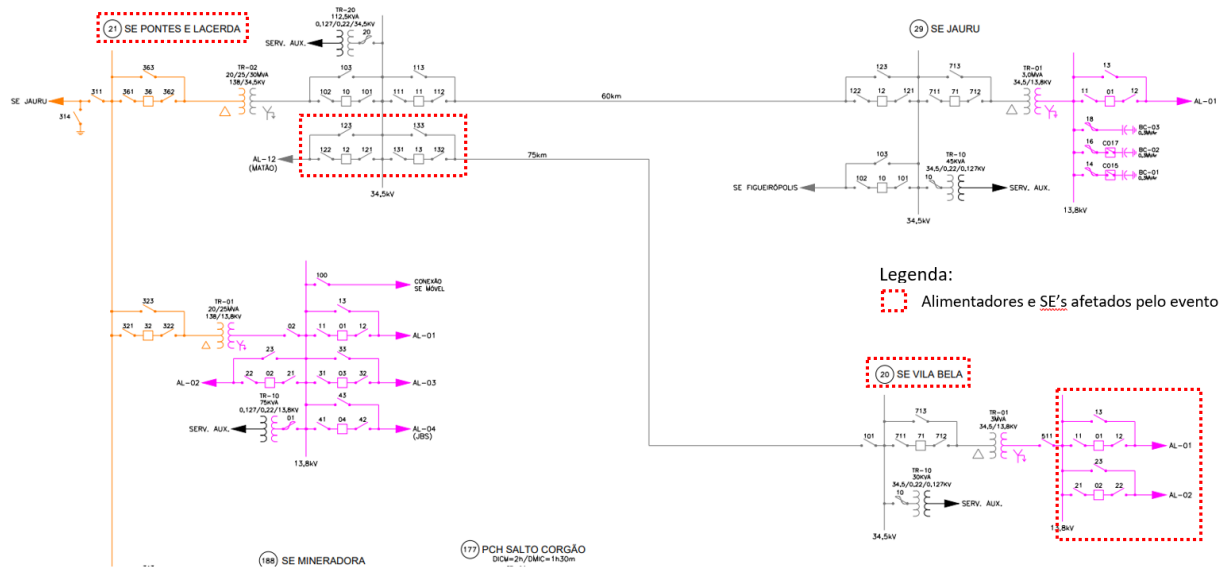 21 SE PONTES E LACERDA
TR-20
112,5KVA
0,127/0,22/34,5KV
20
SERV. AUX.
363
TR-02
20/25/30MVA
138/34,5KV
103
113
SE JAURU
311
361
36
362
102
10
101
111
11
112
60km
314
123
133
122
12
121
131
13
132
75km
AL-12
(MATÃO)
34,5kV
29 SE JAURU
123
713
TR-01
3,0MVA
34,5/13,8KV
13
122
12
121
711
71
712
11
01
12
AL-01
18
BC-03
0,3MVAr
16
C017
BC-02
0,3MVAr
14
C015
BC-01
0,3MVAr
103
TR-10
45KVA
34,5/0,22/0,127KV
102
10
101
10
SE FIGUEIRÓPOLIS
SERV. AUX.
34,5kV
13,8kV
Legenda:
Alimentadores e SE's afetados pelo evento
100
CONEXÃO
SE MÓVEL
323
TR-01
20/25MVA
138/13,8KV
13
321
32
322
02
11
01
12
AL-01
23
33
AL-02
22
02
21
31
03
32
AL-03
TR-10
75KVA
0,127/0,22/13,8KV
43
SERV. AUX.
01
41
04
42
AL-04
(JBS)
13,8kV
20 SE VILA BELA
713
TR-01
3MVA
34,5/13,8KV
13
101
711
71
712
511
11
01
12
AL-01
TR-10
30KVA
34,5/0,22/0,127KV
23
10
SERV. AUX.
21
02
22
AL-02
34,5kV
13,8kV
188 SE MINERADORA
177 PCH SALTO CORGÃO
DICM=2h/DMIC=1h30m